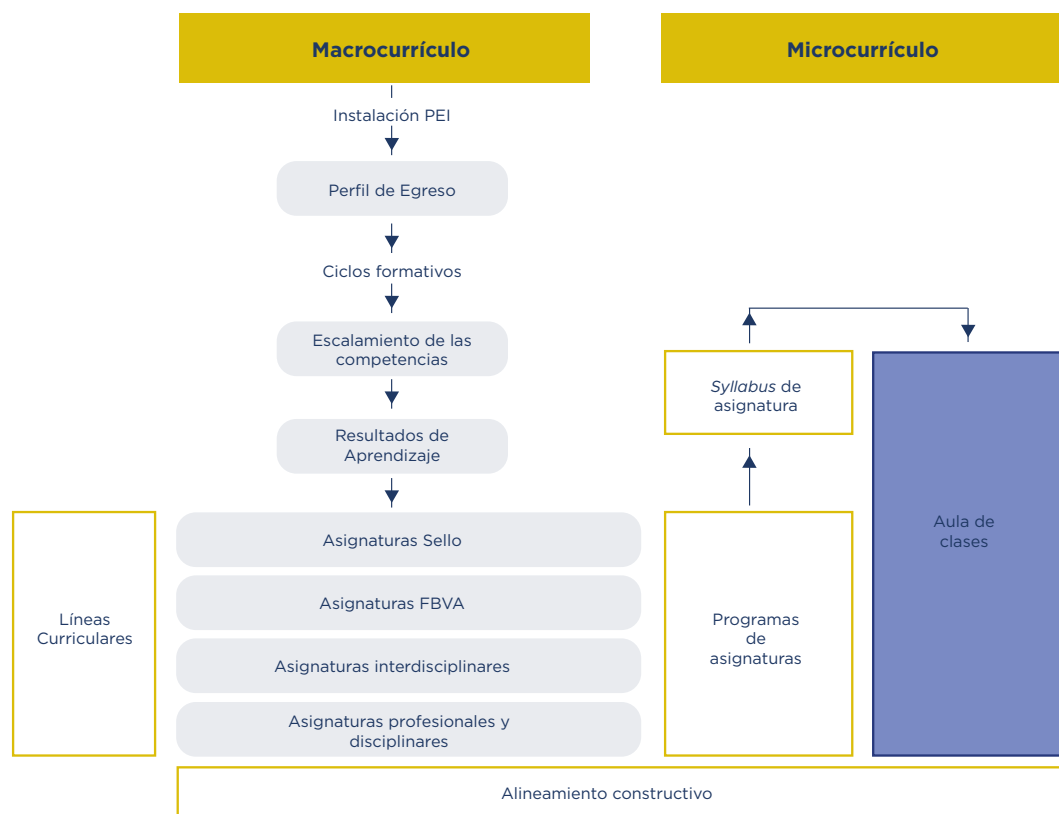 Macrocurrículo
Instalación PEI
Perfil de Egreso
Ciclos formativos
Escalamiento de las
competencias
Resultados de
Aprendizaje
Líneas
Curriculares
Asignaturas Sello
Asignaturas FBVA
Asignaturas interdisciplinares
Asignaturas profesionales y
disciplinares
Microcurrículo
Syllabus de
asignatura
Programas
de
asignaturas
Aula de
clases
Alineamiento constructivo